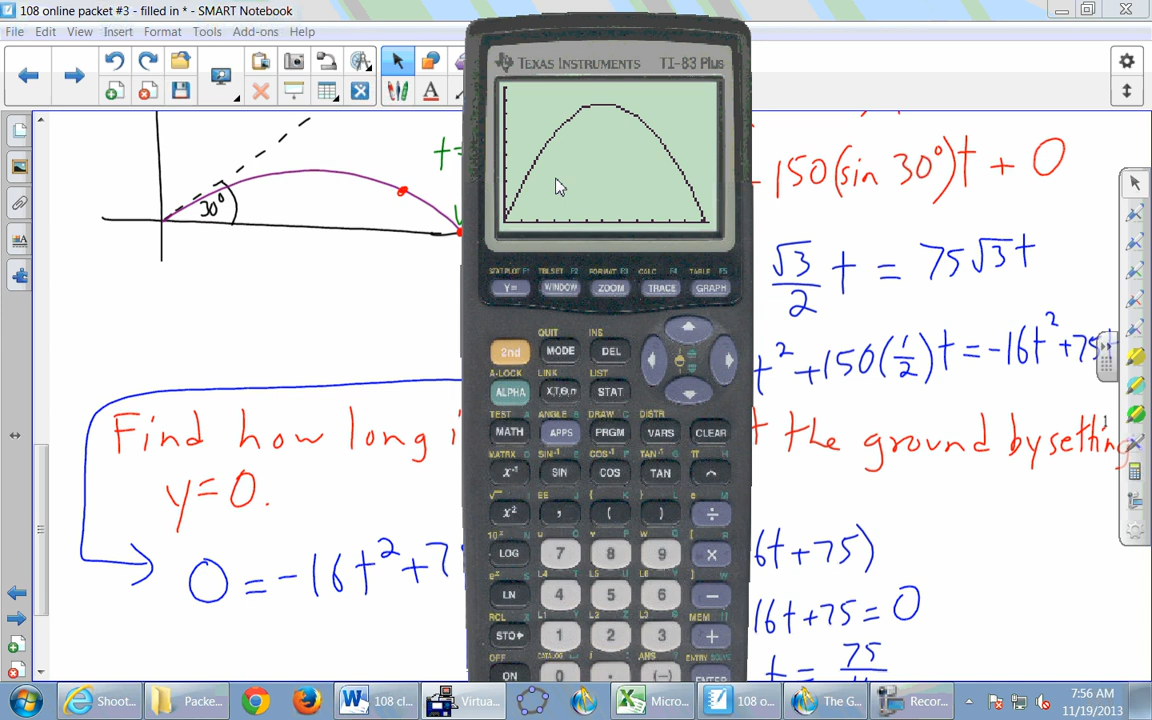 108 online packet #3 - filled in * - SMART Notebook
File Edit View Insert Format Tools Add-ons Help
TEXAS INSTRUMENTS TI-83 Plus
30°
t=
150(sin 30°)t + 0
√3/2 t = 75√3t
t² +150(1/2)t=-16t²+75t
Find how long i
t the ground by setting
y=0.
0=-16t²+7
6t+75)
16t+75=0
t = 75
STAT PLOT F1 TBLSET F2 FORMAT F3 CALC F4 TABLE F5
Y= WINDOW ZOOM TRACE GRAPH
QUIT INS
2nd MODE DEL
A-LOCK LINK LIST
ALPHA X,T,Θ,n STAT
TEST A ANGLE B DRAW C DISTR
MATH APPS PRGM VARS CLEAR
MATRX D SIN⁻¹ E COS⁻¹ F TAN⁻¹ G π H
x⁻¹ SIN COS TAN ^
√ I EE J { K } L e M
x² , ( ) ÷
10ˣ N u O v P w Q [ R
LOG 7 8 9 ×
eˣ S L4 T L5 U L6 V ] W
LN 4 5 6 −
RCL X L1 Y L2 Z L3 θ MEM "
STO▸ 1 2 3 +
OFF CATALOG i : ANS ? ENTRY SOLVE
ON 0 . (−) ENTER
Shoot... Packe... 108 cl... Virtua... Micro... 108 o... The G... Recor...
7:56 AM
11/19/2013